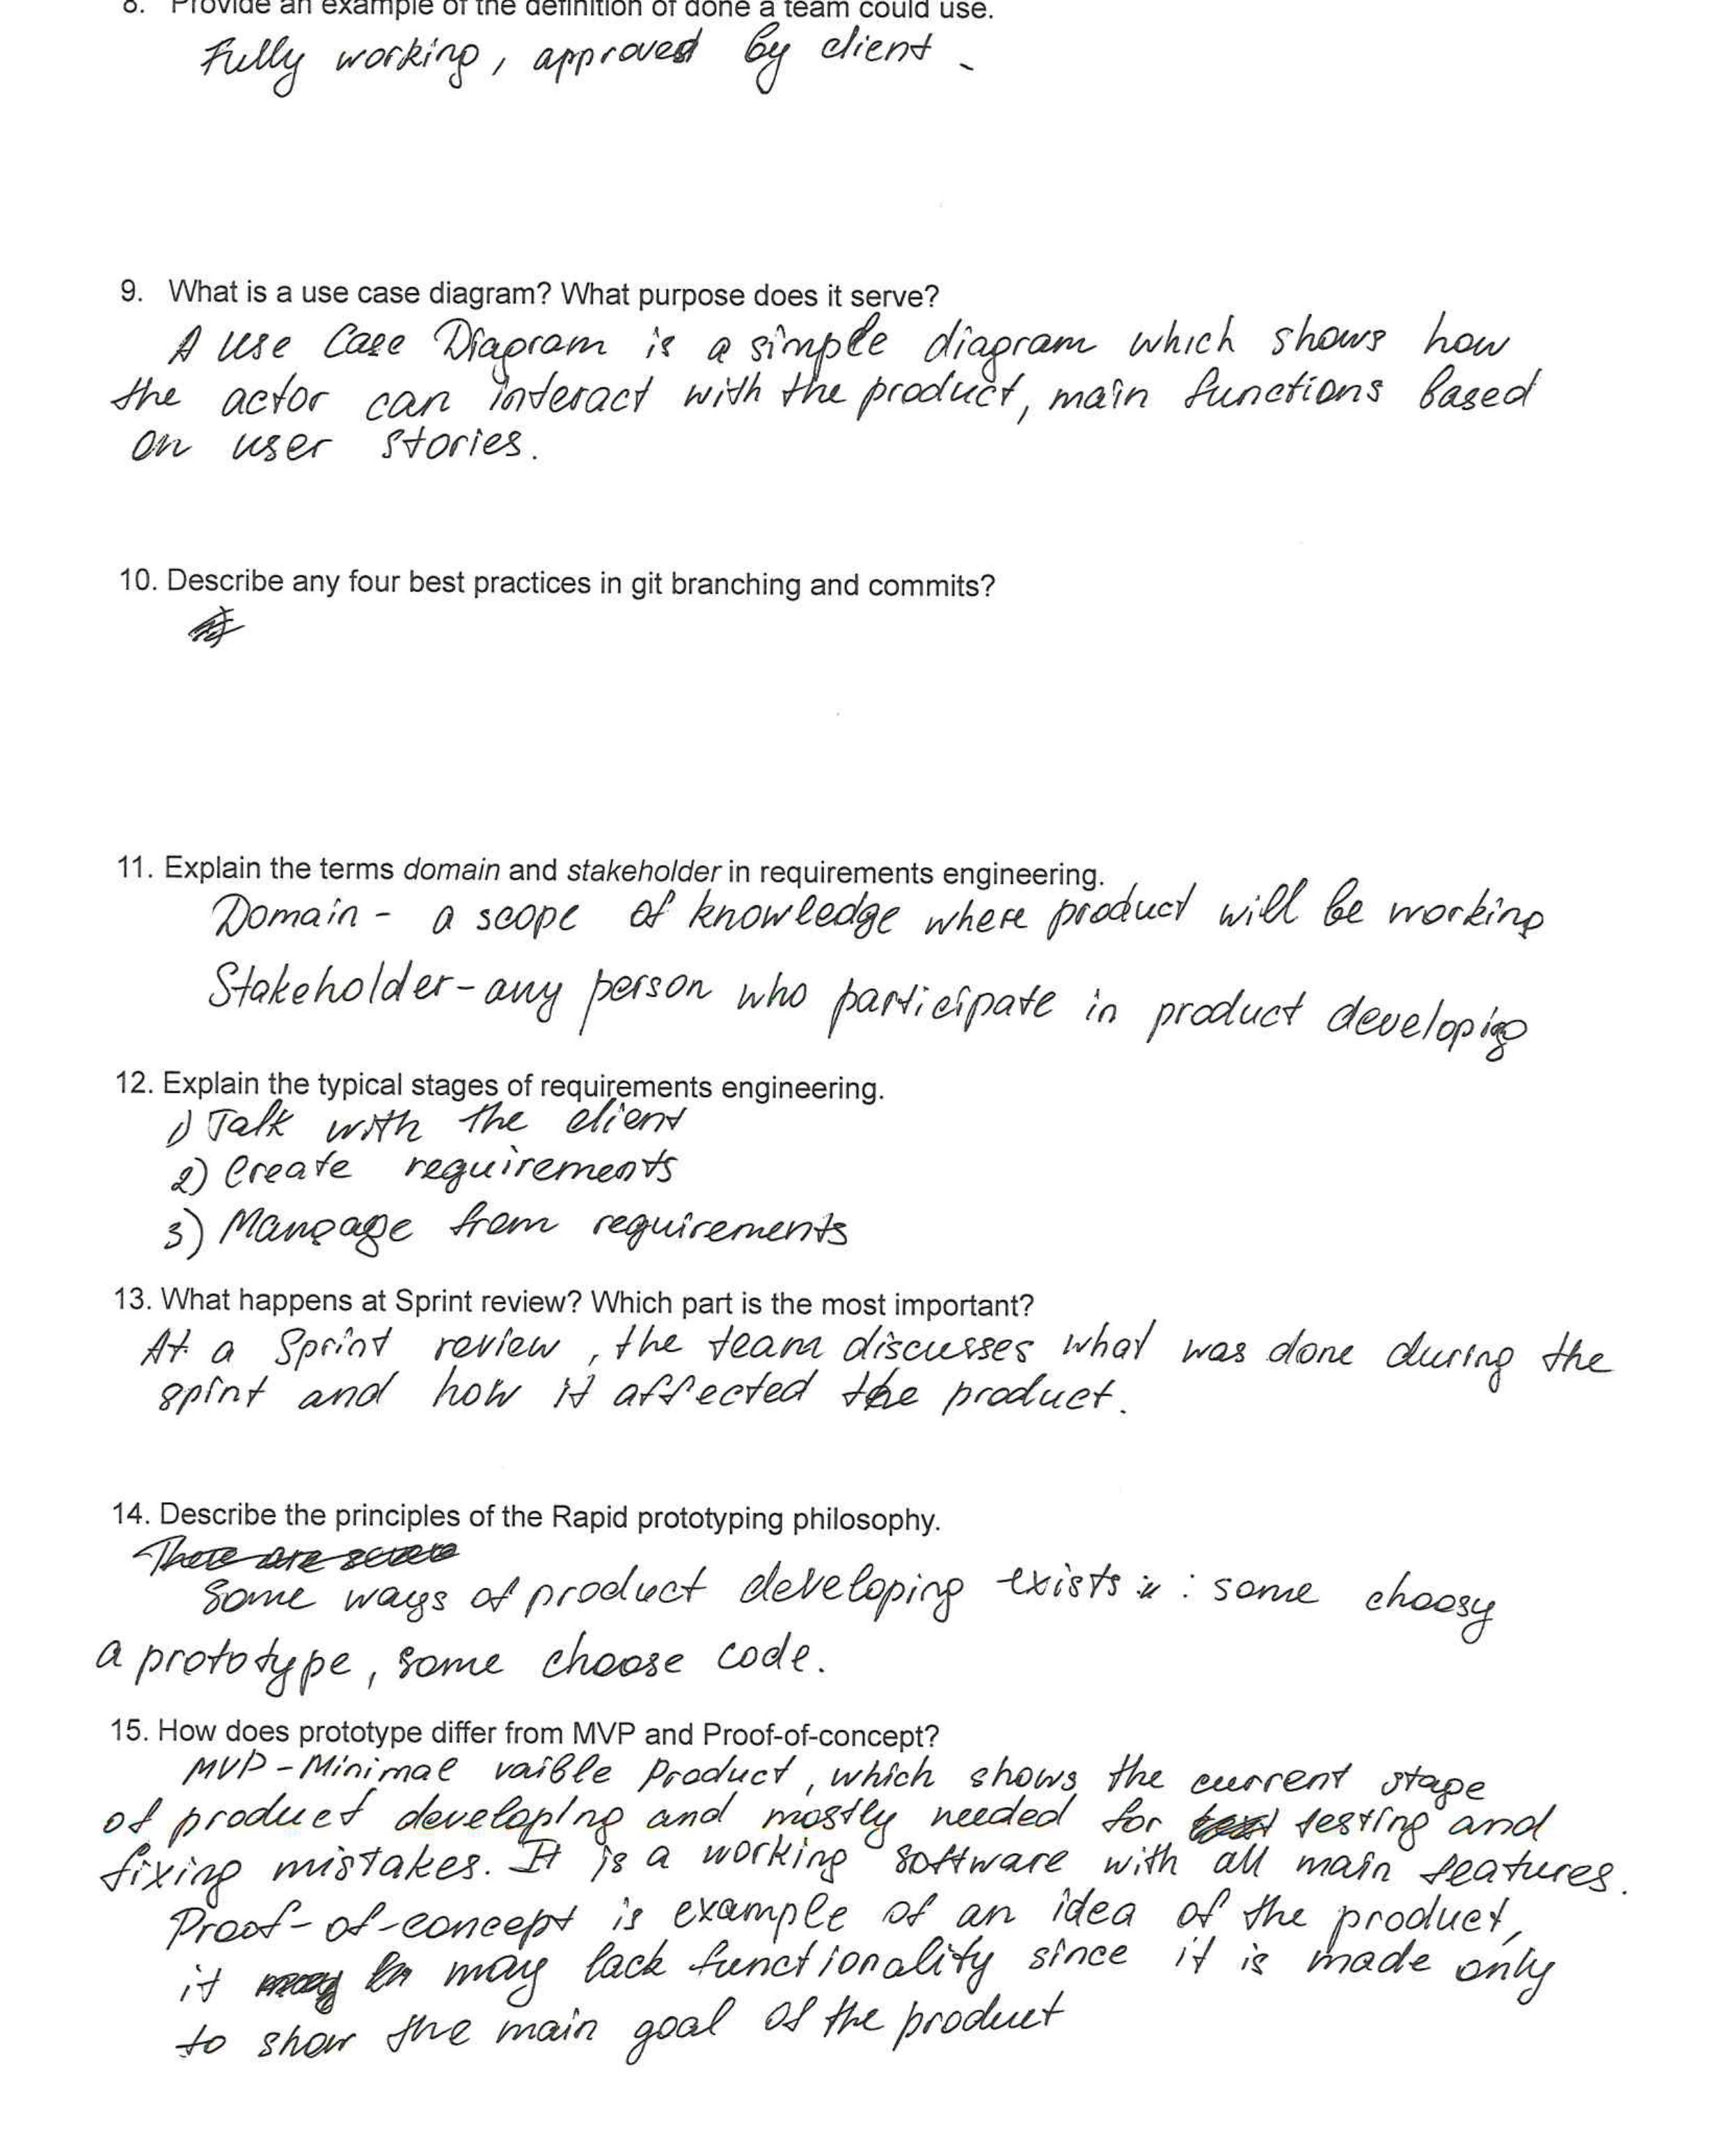 8. Provide an example of the definition of done a team could use.
Fully working, approved by client.
9. What is a use case diagram? What purpose does it serve?
A Use Case Diagram is a simple diagram which shows how
the actor can interact with the product, main functions based
on user stories.
10. Describe any four best practices in git branching and commits?
11. Explain the terms domain and stakeholder in requirements engineering.
Domain - a scope of knowledge where product will be working
Stakeholder - any person who participate in product developing
12. Explain the typical stages of requirements engineering.
1) Talk with the client
2) Create requirements
3) from requirements
13. What happens at Sprint review? Which part is the most important?
At a Sprint review, the team discusses what was done during the
spint and how it affected the product.
14. Describe the principles of the Rapid prototyping philosophy.
There are
Some ways of product developing exists : some choosy
a prototype, some choose code.
15. How does prototype differ from MVP and Proof-of-concept?
MVP - Minimal vaible Product, which shows the current stage
of product developing and mostly needed for testing and
fixing mistakes. It is a working software with all main features.
Proof-of-concept is example of an idea of the product,
it may lack functionality since it is made only
to show the main goal of the product